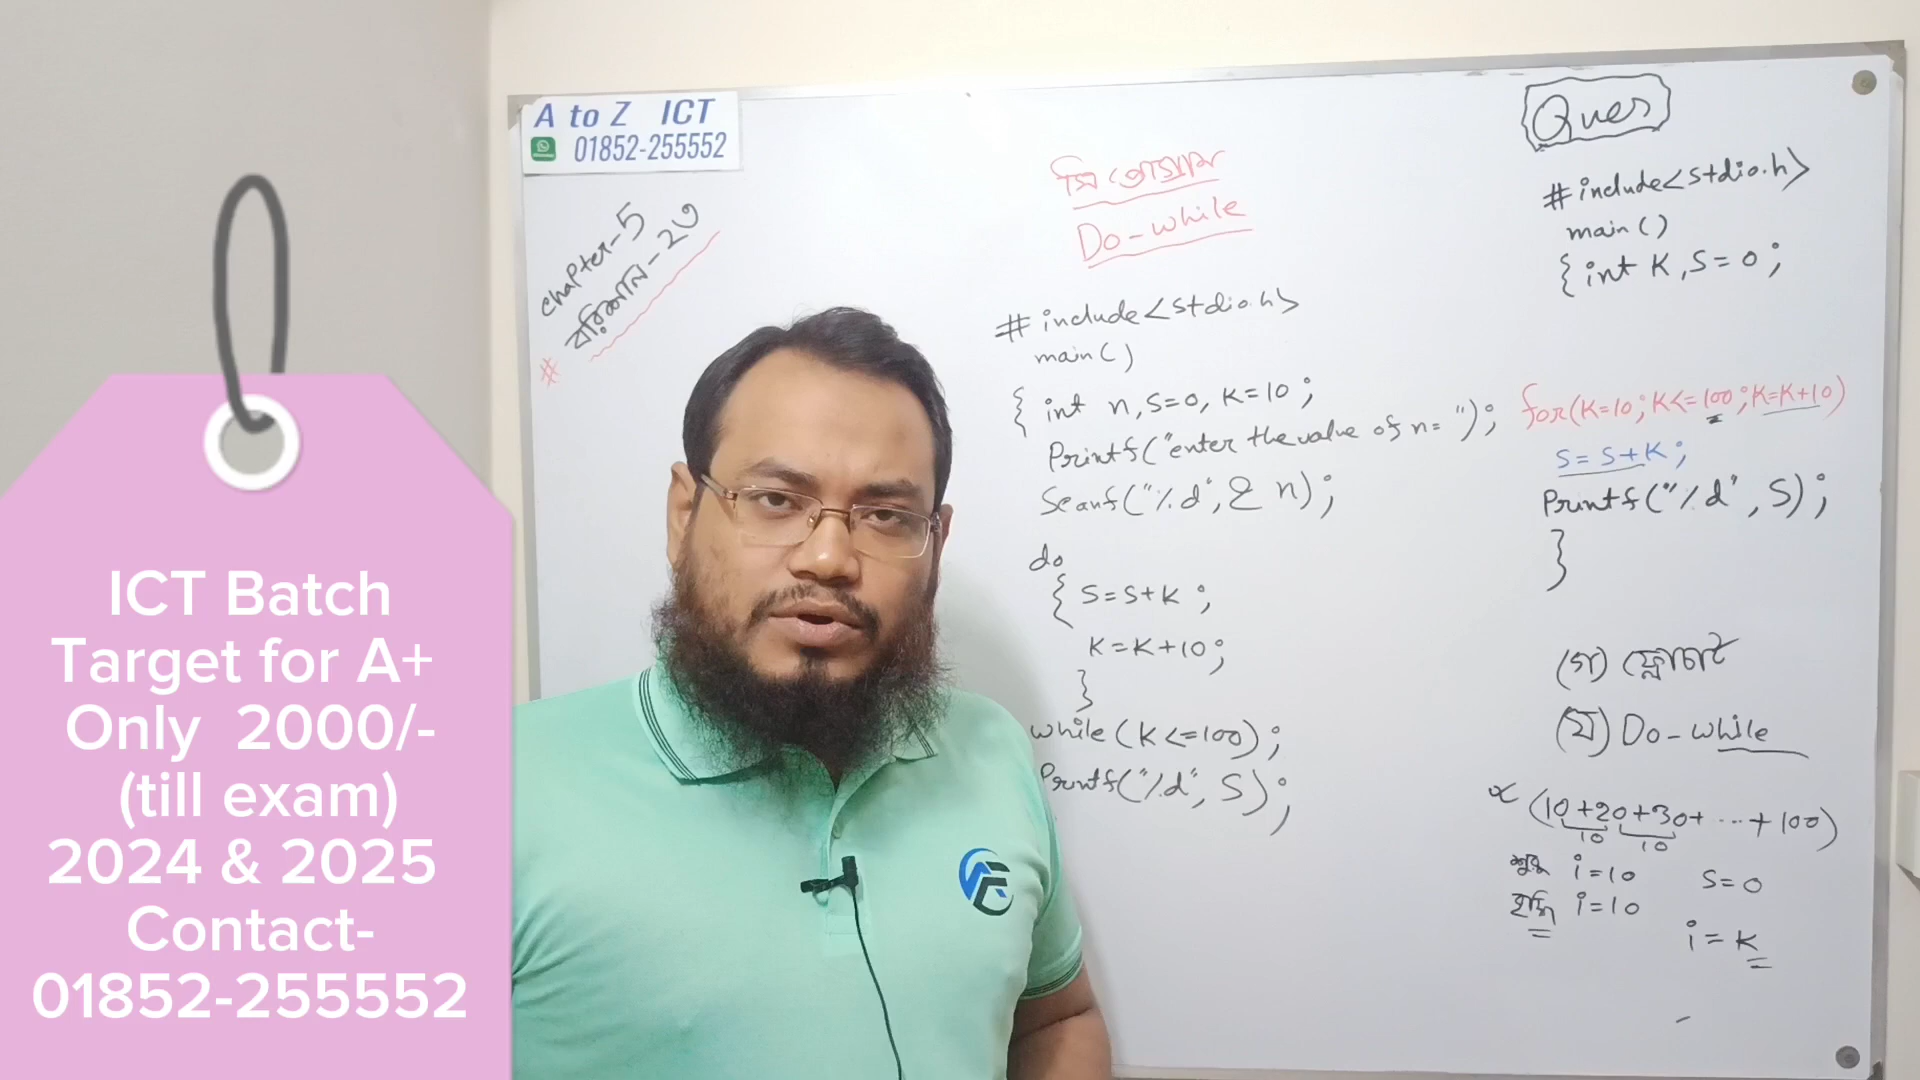 A to Z ICT
01852-255552
chapter-5
বরিশাল-২৩
#
সি প্রোগ্রাম
Do-while
#include<stdio.h>
main()
{ int n,s=0, k=10;
Printf("enter the value of n= ");
Scanf("%d",& n);
do
{ s=s+k;
k=k+10;
}
while (k<=100);
Printf("%d", S);
Ques
#include<stdio.h>
main()
{ int k,s=0;
for(k=10;k<=100;k=k+10)
s=s+k;
Printf("%d", S);
}
(গ) ফ্লোচার্ট
(ঘ) Do-while
(10+20+30+...+100)
10 10
শুরু i=10 s=0
বৃদ্ধি i=10
i=k
ICT Batch
Target for A+
Only 2000/-
(till exam)
2024 & 2025
Contact-
01852-255552